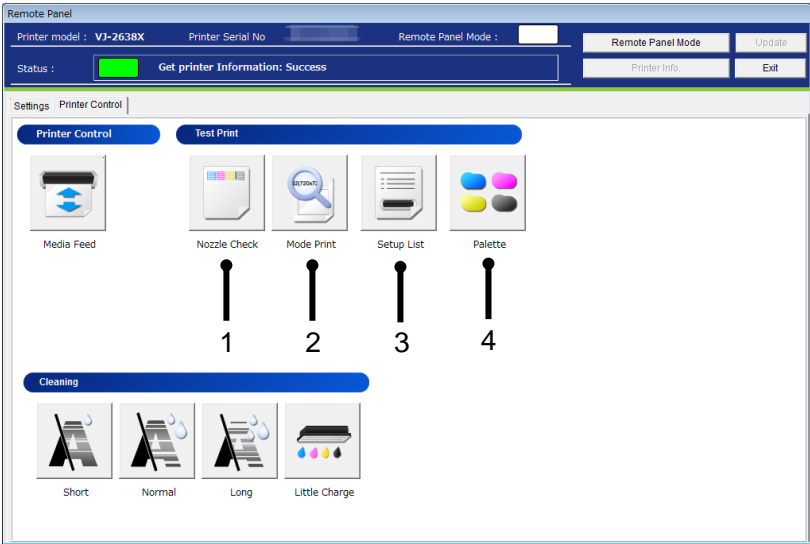 Remote Panel
Printer model : VJ-2638X Printer Serial No Remote Panel Mode :
Remote Panel Mode Update
Status : Get printer Information: Success
Printer Info. Exit
Settings Printer Control
Printer Control Test Print
Media Feed Nozzle Check Mode Print Setup List Palette
1 2 3 4
Cleaning
Short Normal Long Little Charge